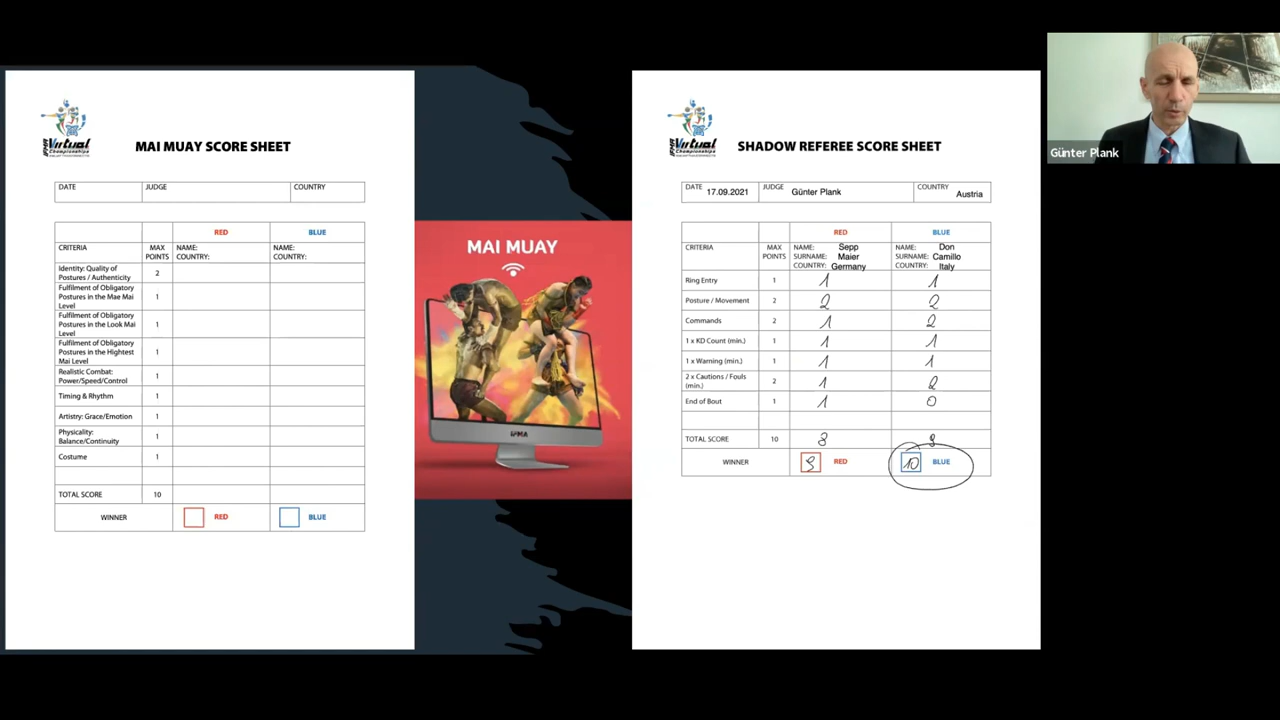 Virtual
Championships
MAI MUAY SCORE SHEET
DATE JUDGE COUNTRY
RED BLUE
CRITERIA MAX POINTS NAME: COUNTRY: NAME: COUNTRY:
Identity: Quality of
Postures / Authenticity 2
Fulfilment of Obligatory
Postures in the Mae Mai
Level 1
Fulfilment of Obligatory
Postures in the Look Mai
Level 1
Fulfilment of Obligatory
Postures in the Highest
Mai Level 1
Realistic Combat:
Power/Speed/Control 1
Timing & Rhythm 1
Artistry: Grace/Emotion 1
Physicality:
Balance/Continuity 1
Costume 1
TOTAL SCORE 10
WINNER RED BLUE
MAI MUAY
IFMA
Virtual
Championships
SHADOW REFEREE SCORE SHEET
DATE 17.09.2021 JUDGE Günter Plank COUNTRY Austria
RED BLUE
CRITERIA MAX POINTS
NAME: Sepp NAME: Don
SURNAME: Maier SURNAME: Camillo
COUNTRY: Germany COUNTRY: Italy
Ring Entry 1 1 1
Posture / Movement 2 2 2
Commands 2 1 2
1 x KD Count (min.) 1 1 1
1 x Warning (min.) 1 1 1
2 x Cautions / Fouls
(min.) 2 1 2
End of Bout 1 1 0
TOTAL SCORE 10
WINNER 9 RED 10 BLUE
Günter Plank